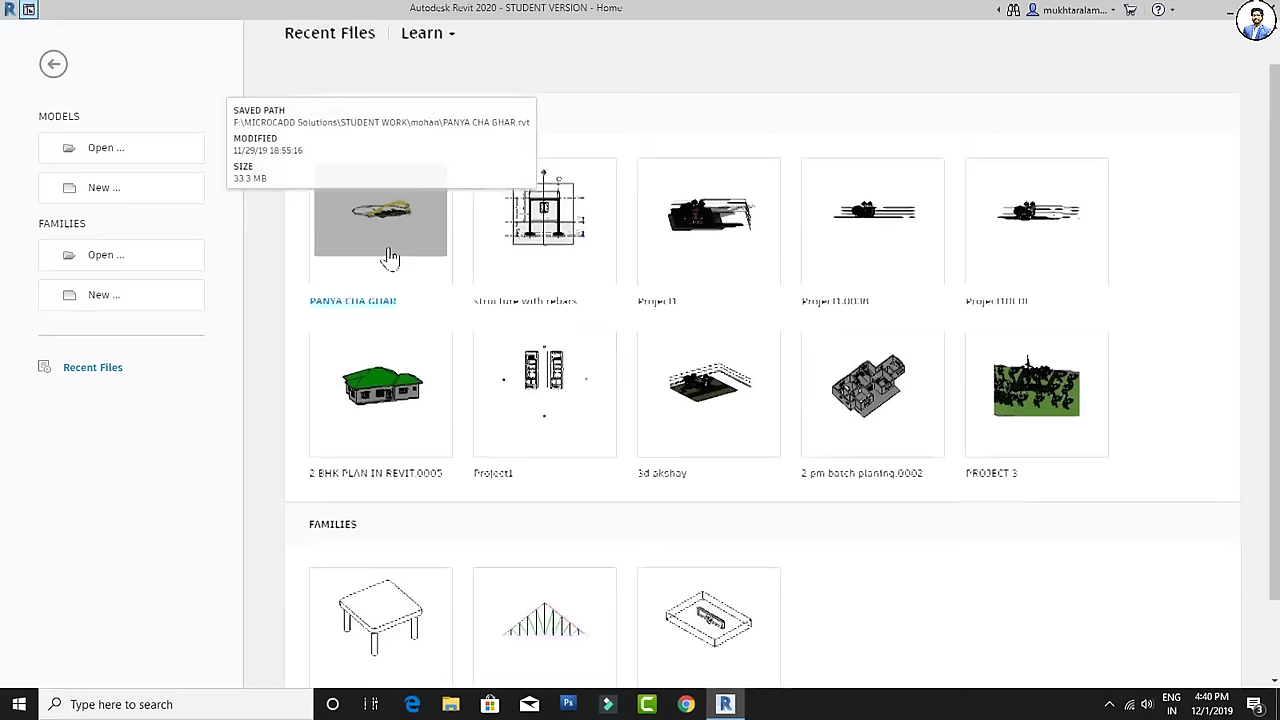 Autodesk Revit 2020 - STUDENT VERSION - Home
mukhtaralam...
Recent Files
Learn
MODELS
Open ...
New ...
FAMILIES
Open ...
New ...
Recent Files
SAVED PATH
F:\MICROCADD Solutions\STUDENT WORK\mohan\PANYA CHA GHAR.rvt
MODIFIED
11/29/19 18:55:16
SIZE
33.3 MB
PANYA CHA GHAR
structure with rebars
Project1
Project1.0038
2 BHK PLAN IN REVIT.0005
Project1
3d akshay
2 pm batch planing.0002
PROJECT 3
FAMILIES
Type here to search
ENG
IN
4:40 PM
12/1/2019
3